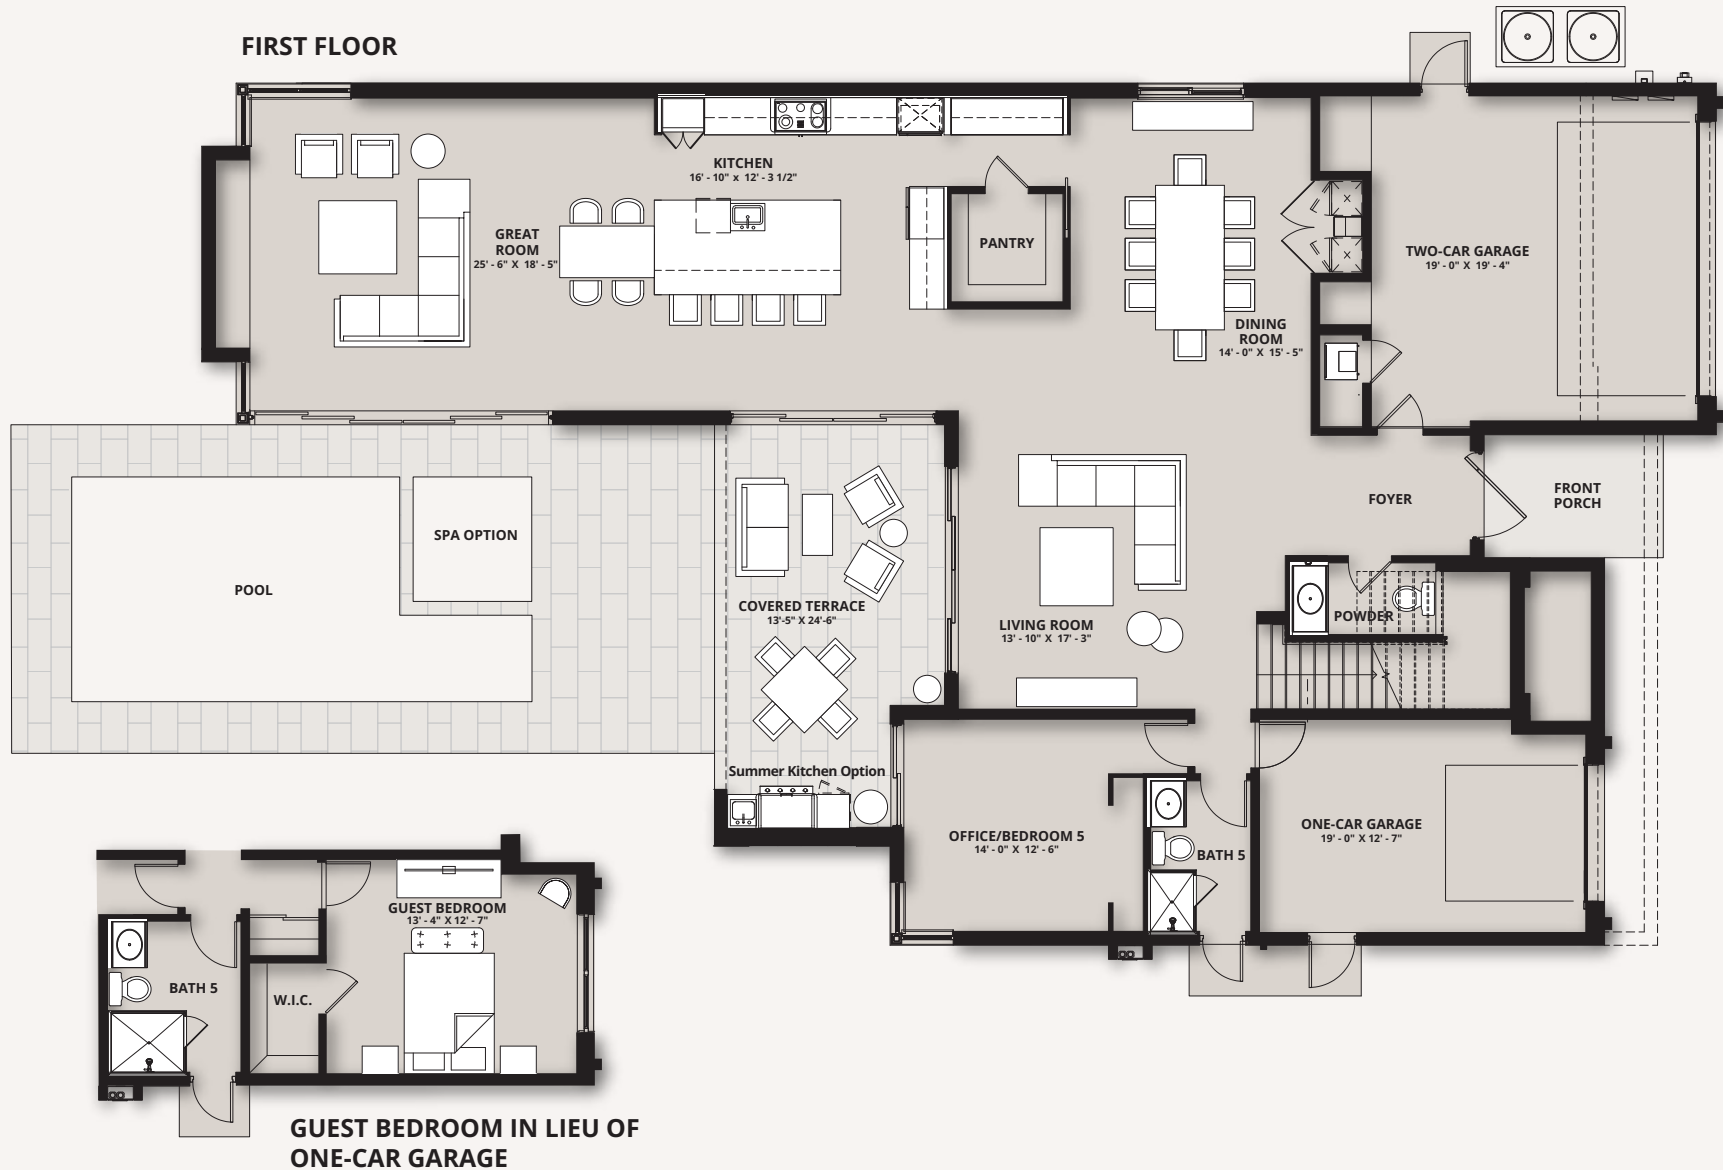 FIRST FLOOR
KITCHEN
16' - 10" x 12' - 3 1/2"
GREAT
ROOM
25' - 6" X 18' - 5"
PANTRY
TWO-CAR GARAGE
19' - 0" X 19' - 4"
DINING
ROOM
14' - 0" X 15' - 5"
FOYER
FRONT
PORCH
SPA OPTION
POOL
COVERED TERRACE
13'-5" X 24'-6"
LIVING ROOM
13' - 10" X 17' - 3"
POWDER
Summer Kitchen Option
OFFICE/BEDROOM 5
14' - 0" X 12' - 6"
BATH 5
ONE-CAR GARAGE
19' - 0" X 12' - 7"
GUEST BEDROOM
13' - 4" X 12' - 7"
BATH 5
W.I.C.
GUEST BEDROOM IN LIEU OF
ONE-CAR GARAGE